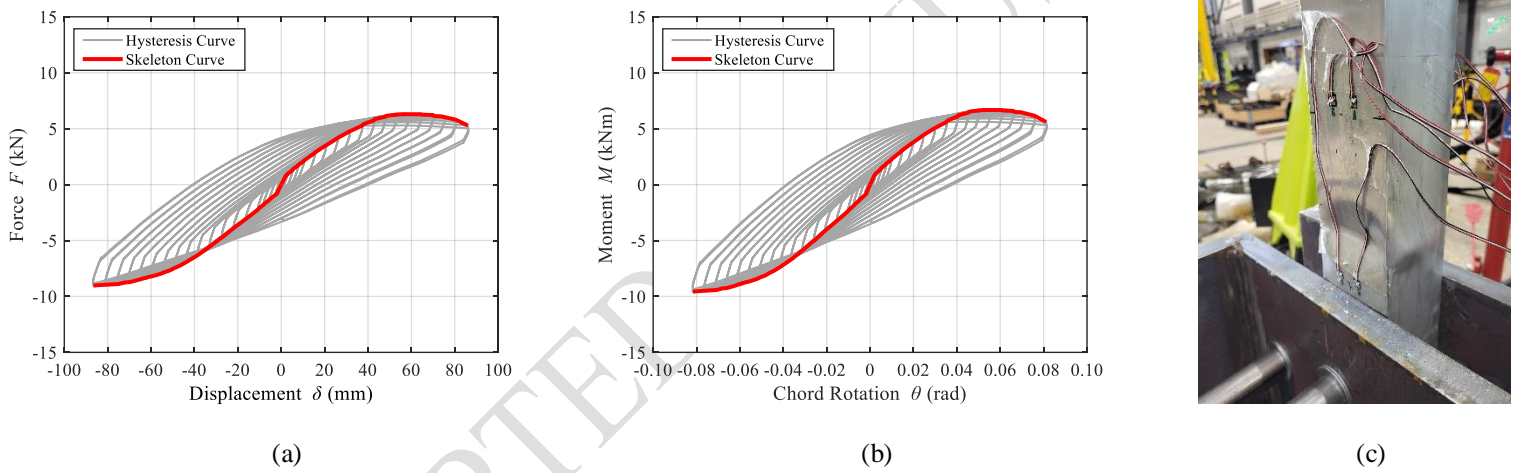 15
10
5
0
-5
-10
-15
Force F (kN)
Hysteresis Curve
Skeleton Curve
-100 -80 -60 -40 -20 0 20 40 60 80 100
Displacement δ (mm)
(a)
15
10
5
0
-5
-10
-15
Moment M (kNm)
Hysteresis Curve
Skeleton Curve
-0.10 -0.08 -0.06 -0.04 -0.02 0 0.02 0.04 0.06 0.08 0.10
Chord Rotation θ (rad)
(b)
(c)